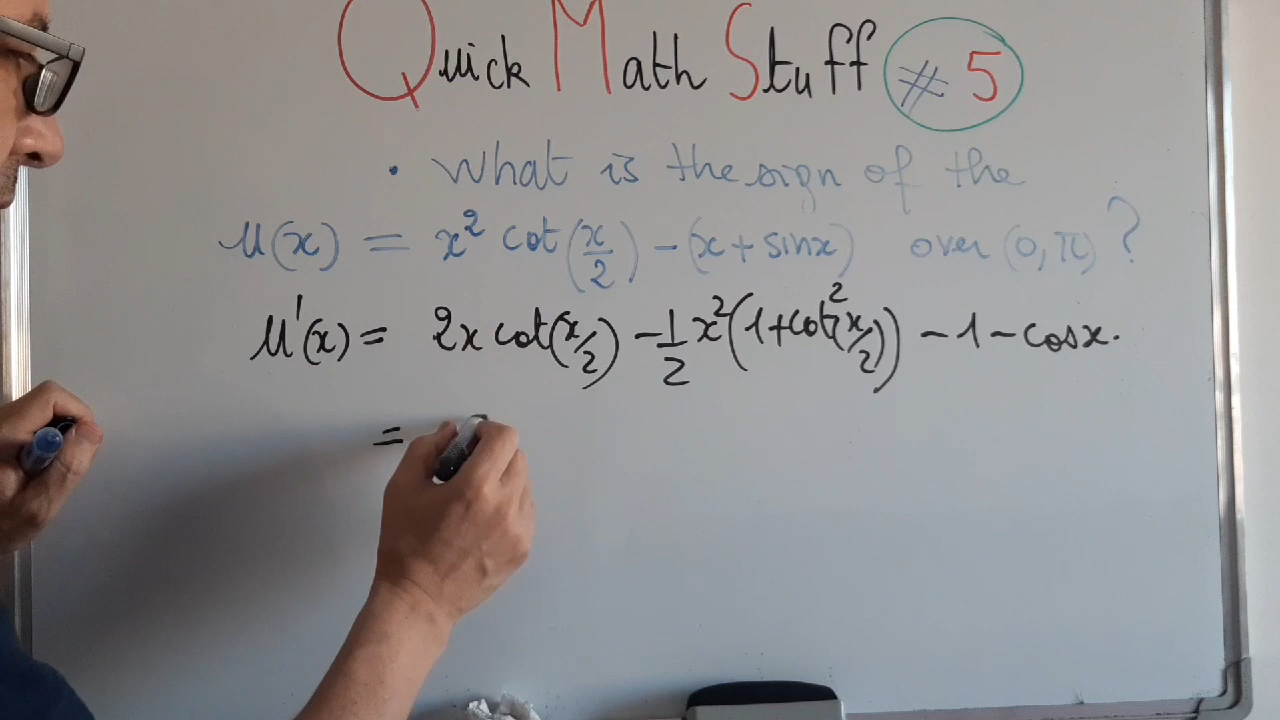 Quick Math Stuff # 5
• What is the sign of the
u(x) = x² cot(x/2) - (x + sinx) over (0, π)?
u'(x) = 2x cot(x/2) - 1/2 x² (1 + cot²(x/2)) - 1 - cosx.
=